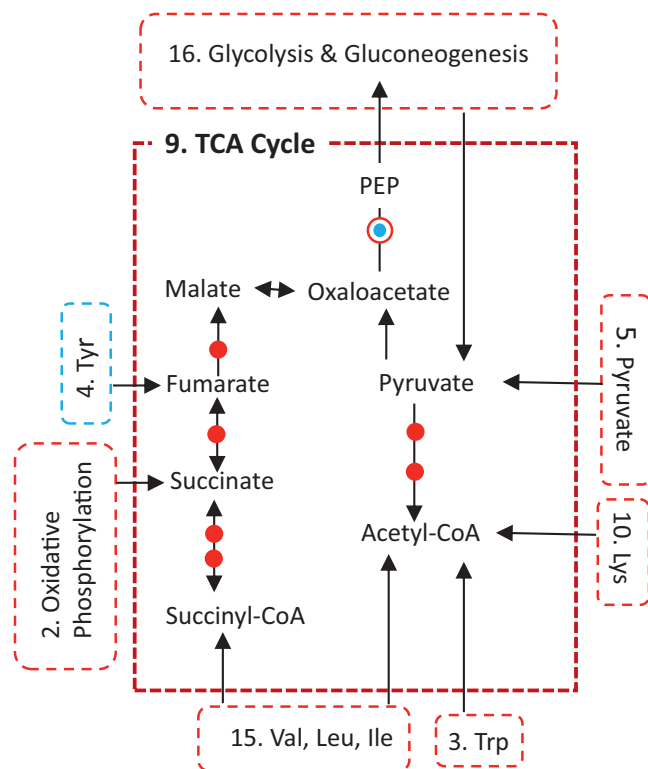 16. Glycolysis & Gluconeogenesis
9. TCA Cycle
PEP
Malate
Oxaloacetate
4. Tyr
Fumarate
Pyruvate
5. Pyruvate
2. Oxidative
Phosphorylation
Succinate
Acetyl-CoA
10. Lys
Succinyl-CoA
15. Val, Leu, Ile
3. Trp